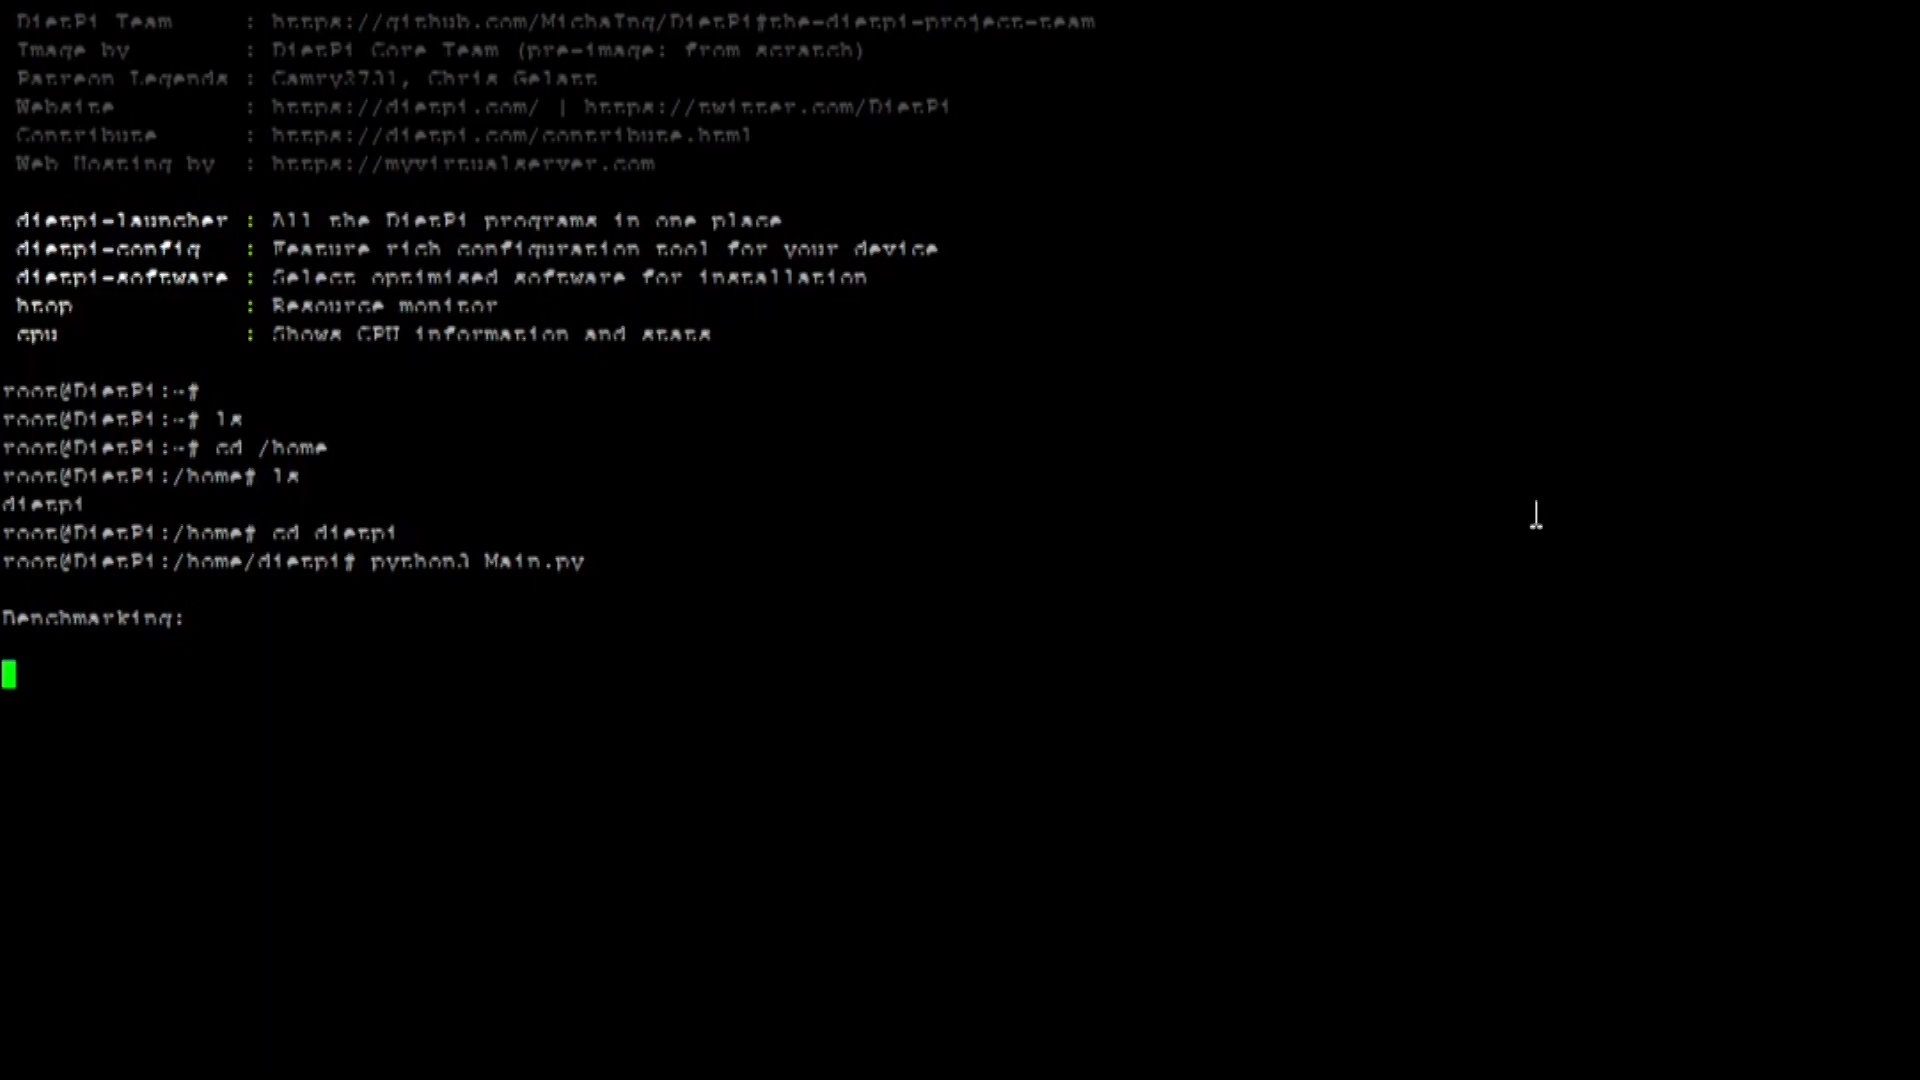 DietPi Team : https://github.com/MichaIng/DietPi#the-dietpi-project-team
Image by : DietPi Core Team (pre-image: from scratch)
Patreon Legends : Camry2731, Chris Gelatt
Website : https://dietpi.com/ | https://twitter.com/DietPi
Contribute : https://dietpi.com/contribute.html
Web Hosting by : https://myvirtualserver.com
dietpi-launcher : All the DietPi programs in one place
dietpi-config : Feature rich configuration tool for your device
dietpi-software : Select optimised software for installation
htop : Resource monitor
cpu : Shows CPU information and stats
root@DietPi:~#
root@DietPi:~# ls
root@DietPi:~# cd /home
root@DietPi:/home# ls
dietpi
root@DietPi:/home# cd dietpi
root@DietPi:/home/dietpi# python3 Main.py
Benchmarking: